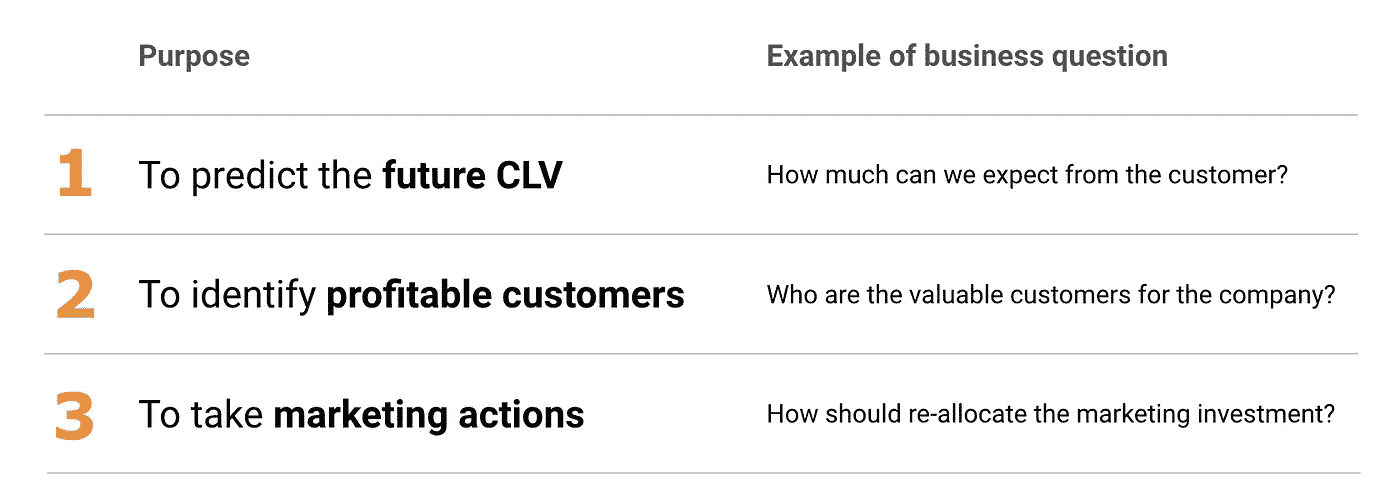 Purpose Example of business question
1 To predict the future CLV How much can we expect from the customer?
2 To identify profitable customers Who are the valuable customers for the company?
3 To take marketing actions How should re-allocate the marketing investment?